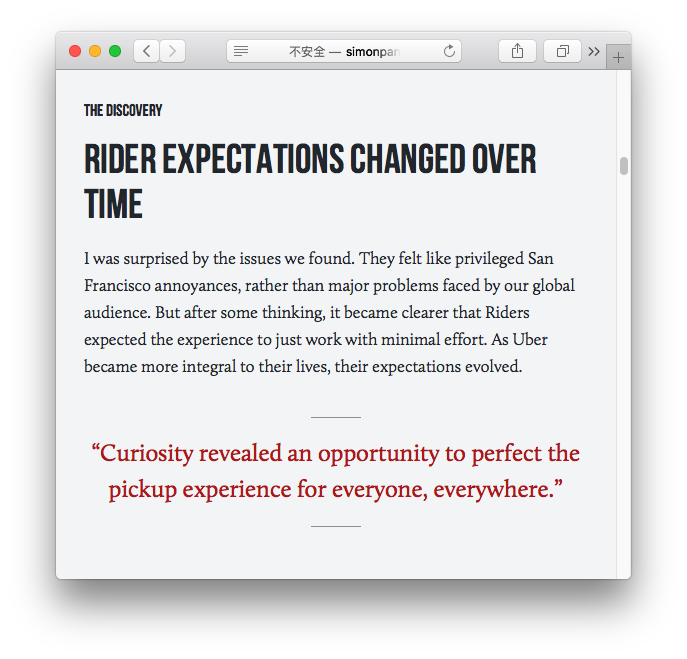 不安全 — simonpan
THE DISCOVERY
RIDER EXPECTATIONS CHANGED OVER
TIME
I was surprised by the issues we found. They felt like privileged San
Francisco annoyances, rather than major problems faced by our global
audience. But after some thinking, it became clearer that Riders
expected the experience to just work with minimal effort. As Uber
became more integral to their lives, their expectations evolved.
“Curiosity revealed an opportunity to perfect the
pickup experience for everyone, everywhere.”